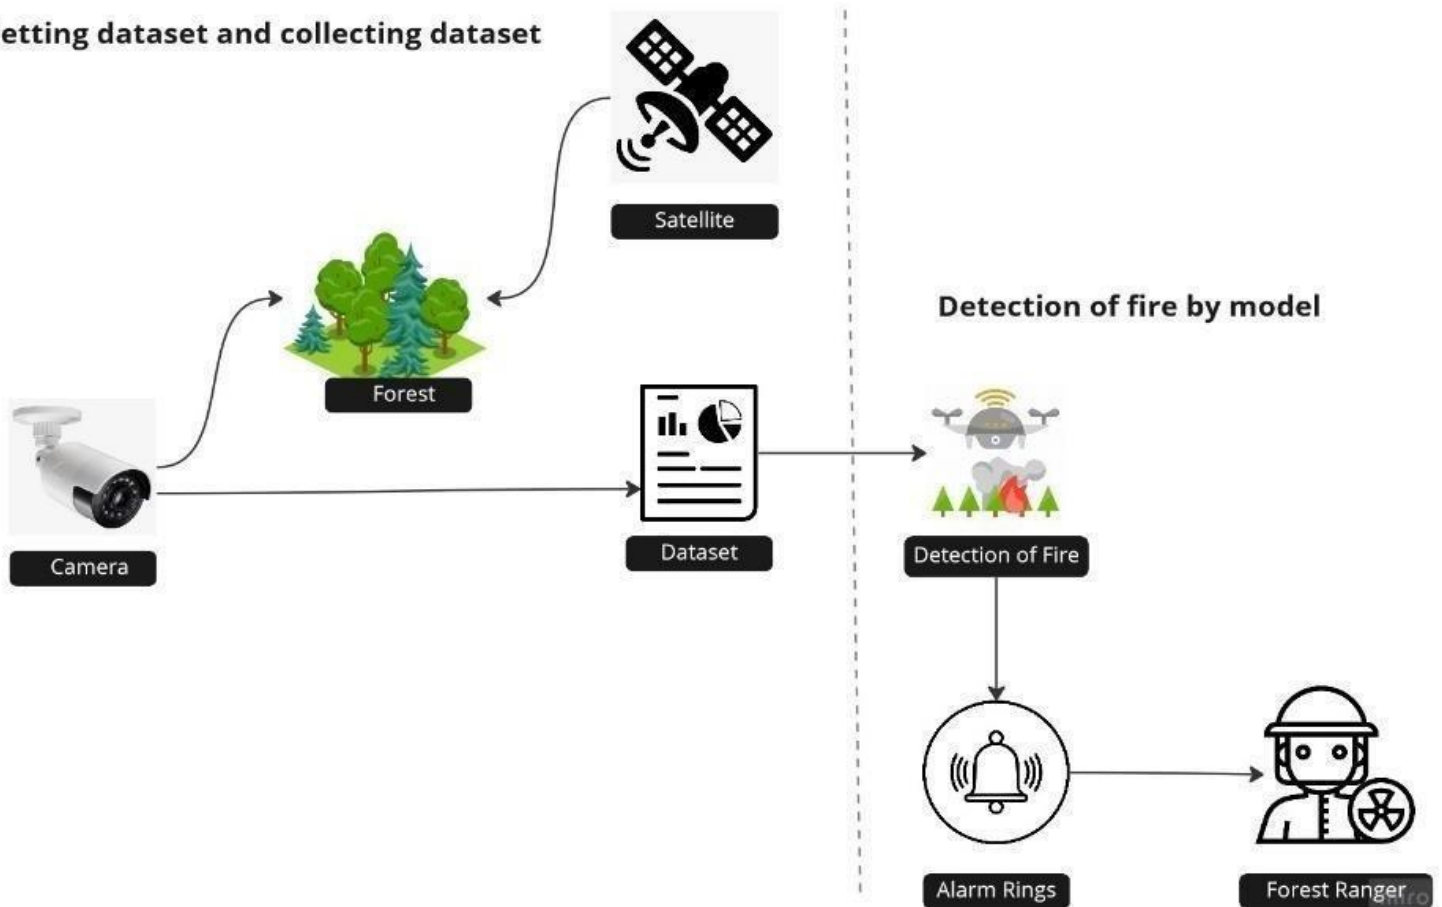 etting dataset and collecting dataset
Satellite
Detection of fire by model
Forest
Camera
Dataset
Detection of Fire
Alarm Rings
Forest Ranger
miro